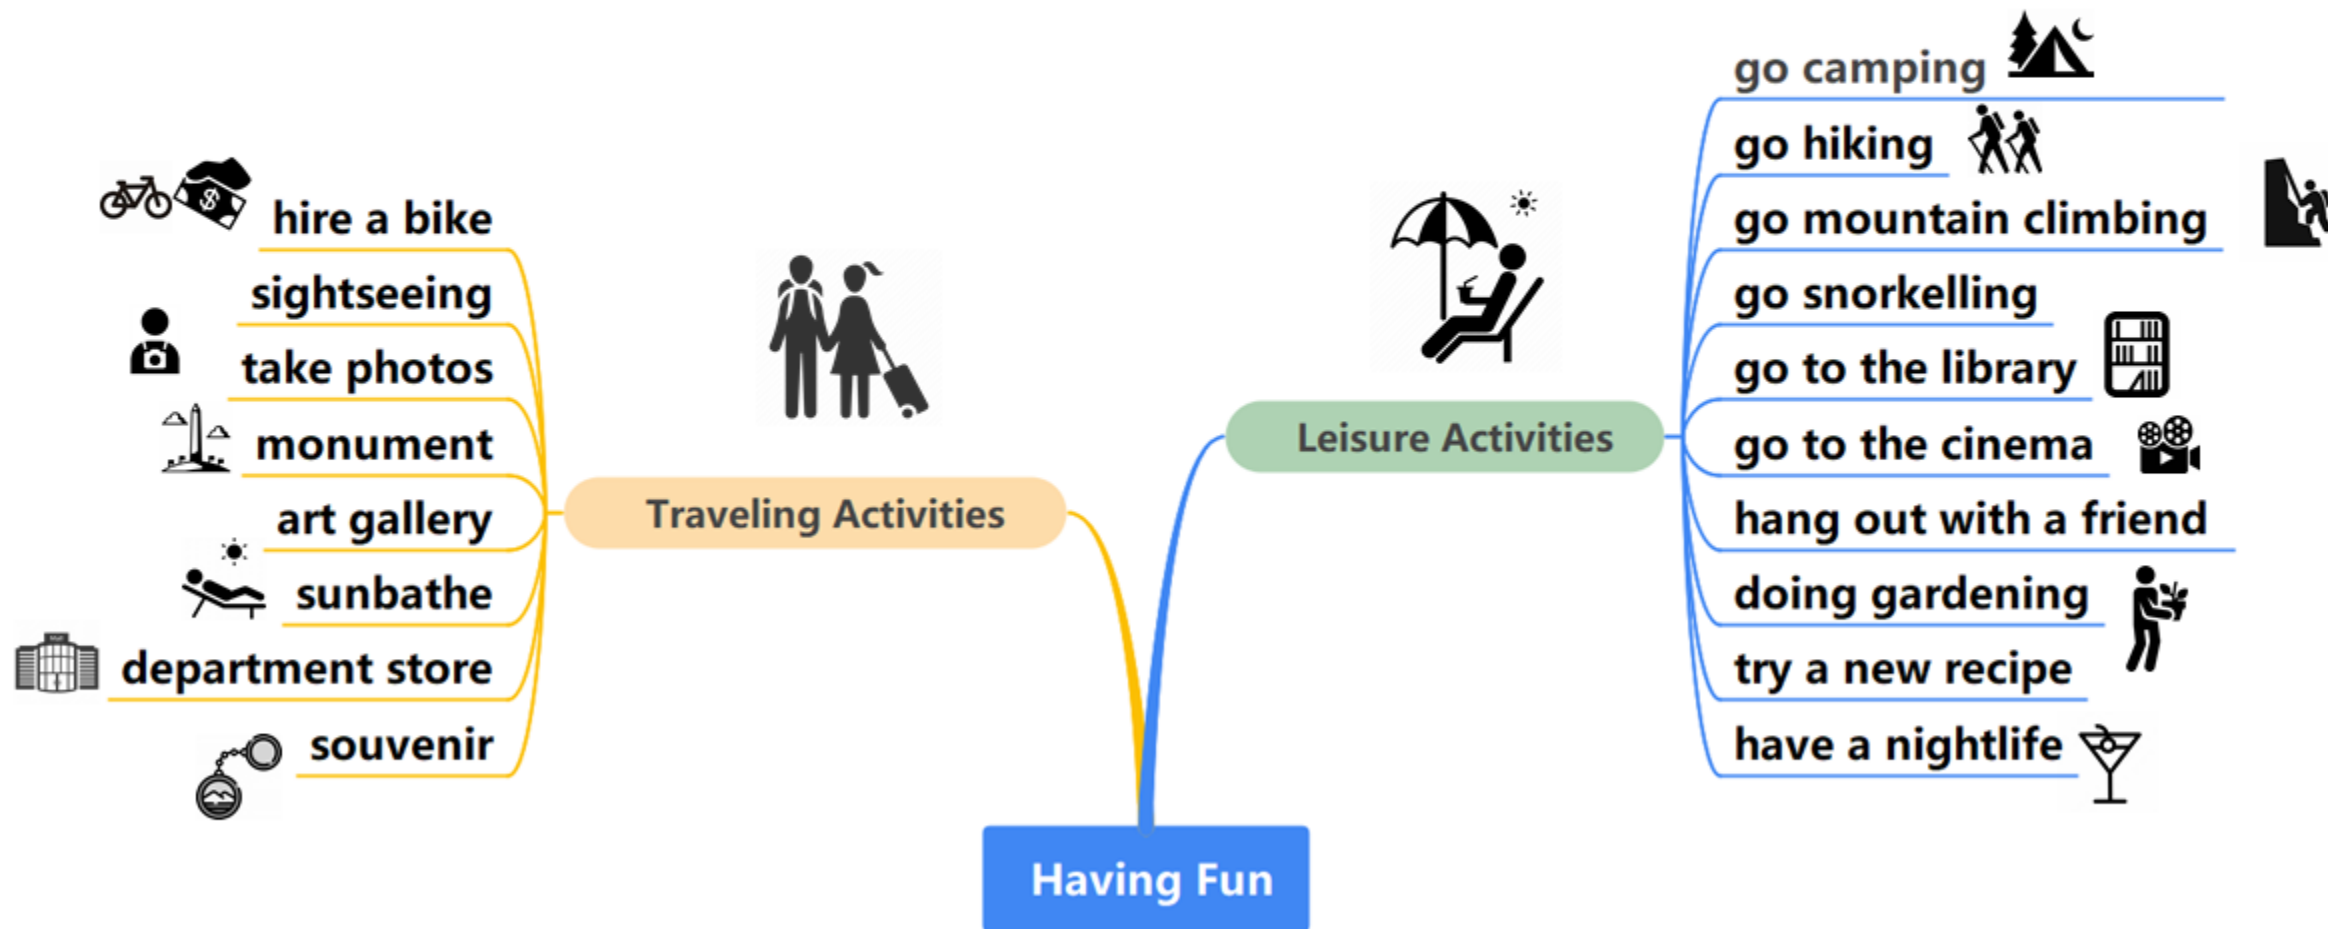 hire a bike
sightseeing
take photos
monument
art gallery
sunbathe
department store
souvenir
Traveling Activities
Leisure Activities
go camping
go hiking
go mountain climbing
go snorkelling
go to the library
go to the cinema
hang out with a friend
doing gardening
try a new recipe
have a nightlife
Having Fun